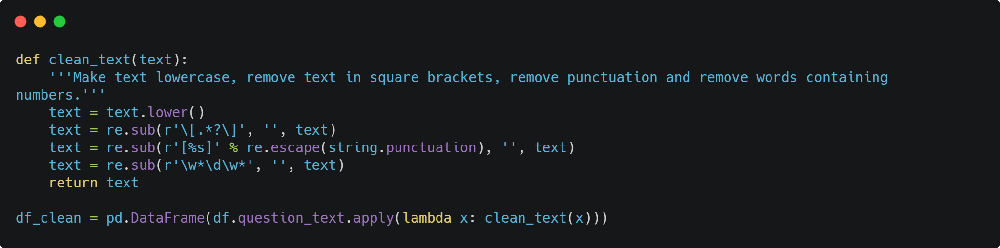 def clean_text(text):
    '''Make text lowercase, remove text in square brackets, remove punctuation and remove words containing
numbers.'''
    text = text.lower()
    text = re.sub(r'\[.*?\]', '', text)
    text = re.sub(r'[%s]' % re.escape(string.punctuation), '', text)
    text = re.sub(r'\w*\d\w*', '', text)
    return text

df_clean = pd.DataFrame(df.question_text.apply(lambda x: clean_text(x)))